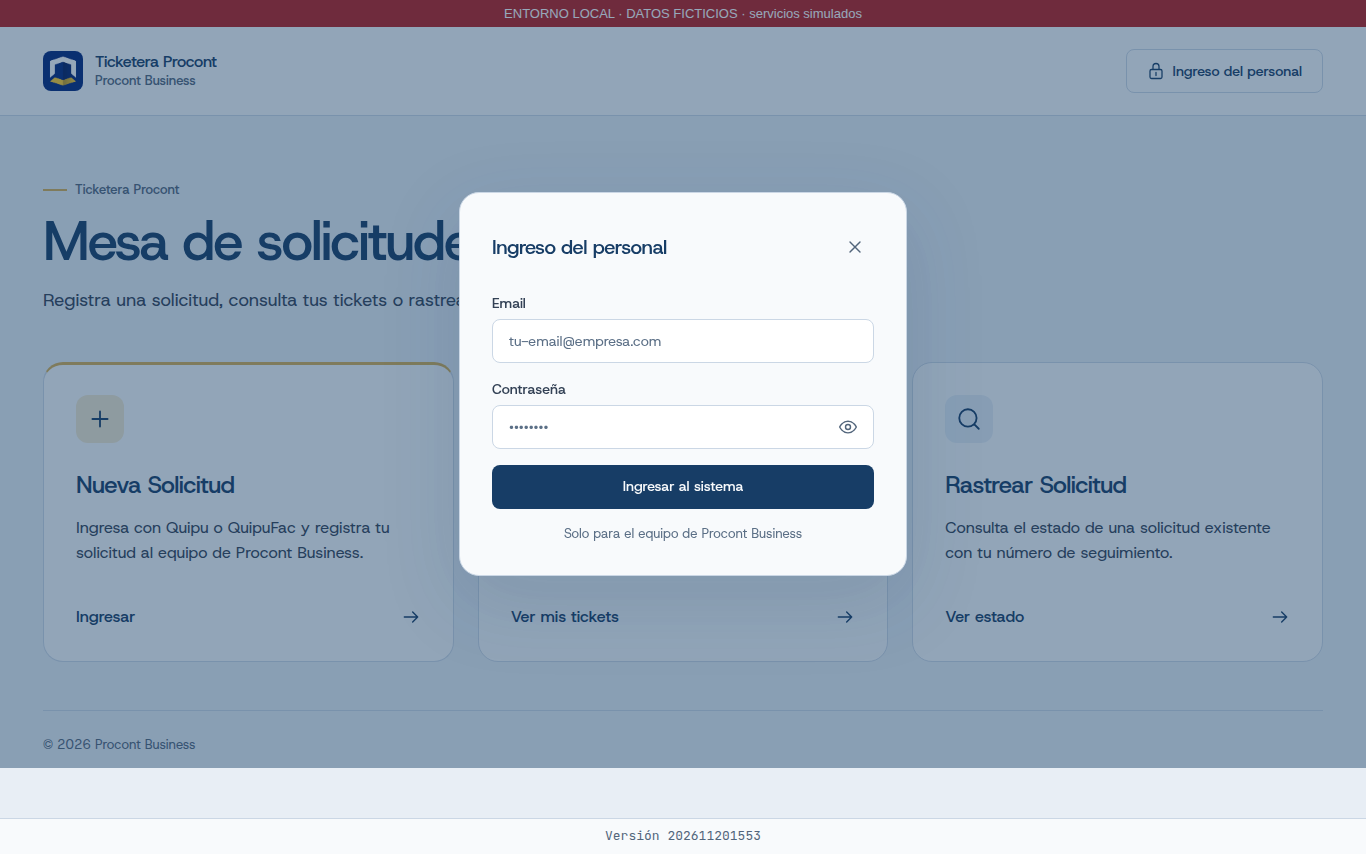 ENTORNO LOCAL · DATOS FICTICIOS · servicios simulados
Ticketera Procont
Procont Business
Ingreso del personal
Ticketera Procont
Mesa de solicitude
Registra una solicitud, consulta tus tickets o rastrea
Ingreso del personal
Email
tu-email@empresa.com
Contraseña
••••••••
Ingresar al sistema
Solo para el equipo de Procont Business
Nueva Solicitud
Ingresa con Quipu o QuipuFac y registra tu
solicitud al equipo de Procont Business.
Ingresar
Ver mis tickets
Rastrear Solicitud
Consulta el estado de una solicitud existente
con tu número de seguimiento.
Ver estado
© 2026 Procont Business
Versión 202611201553